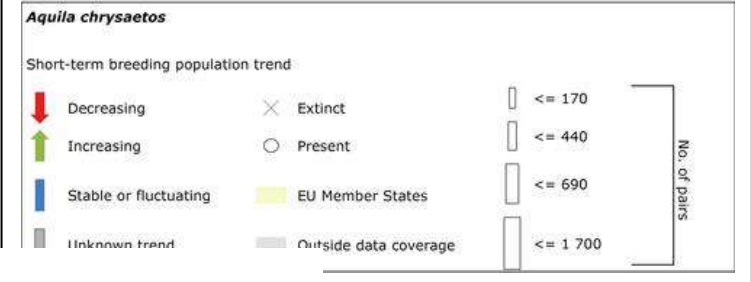 Aquila chrysaetos
Short-term breeding population trend
Decreasing
Increasing
Stable or fluctuating
Unknown trend
Extinct
Present
EU Member States
Outside data coverage
<= 170
<= 440
<= 690
<= 1 700
No. of pairs